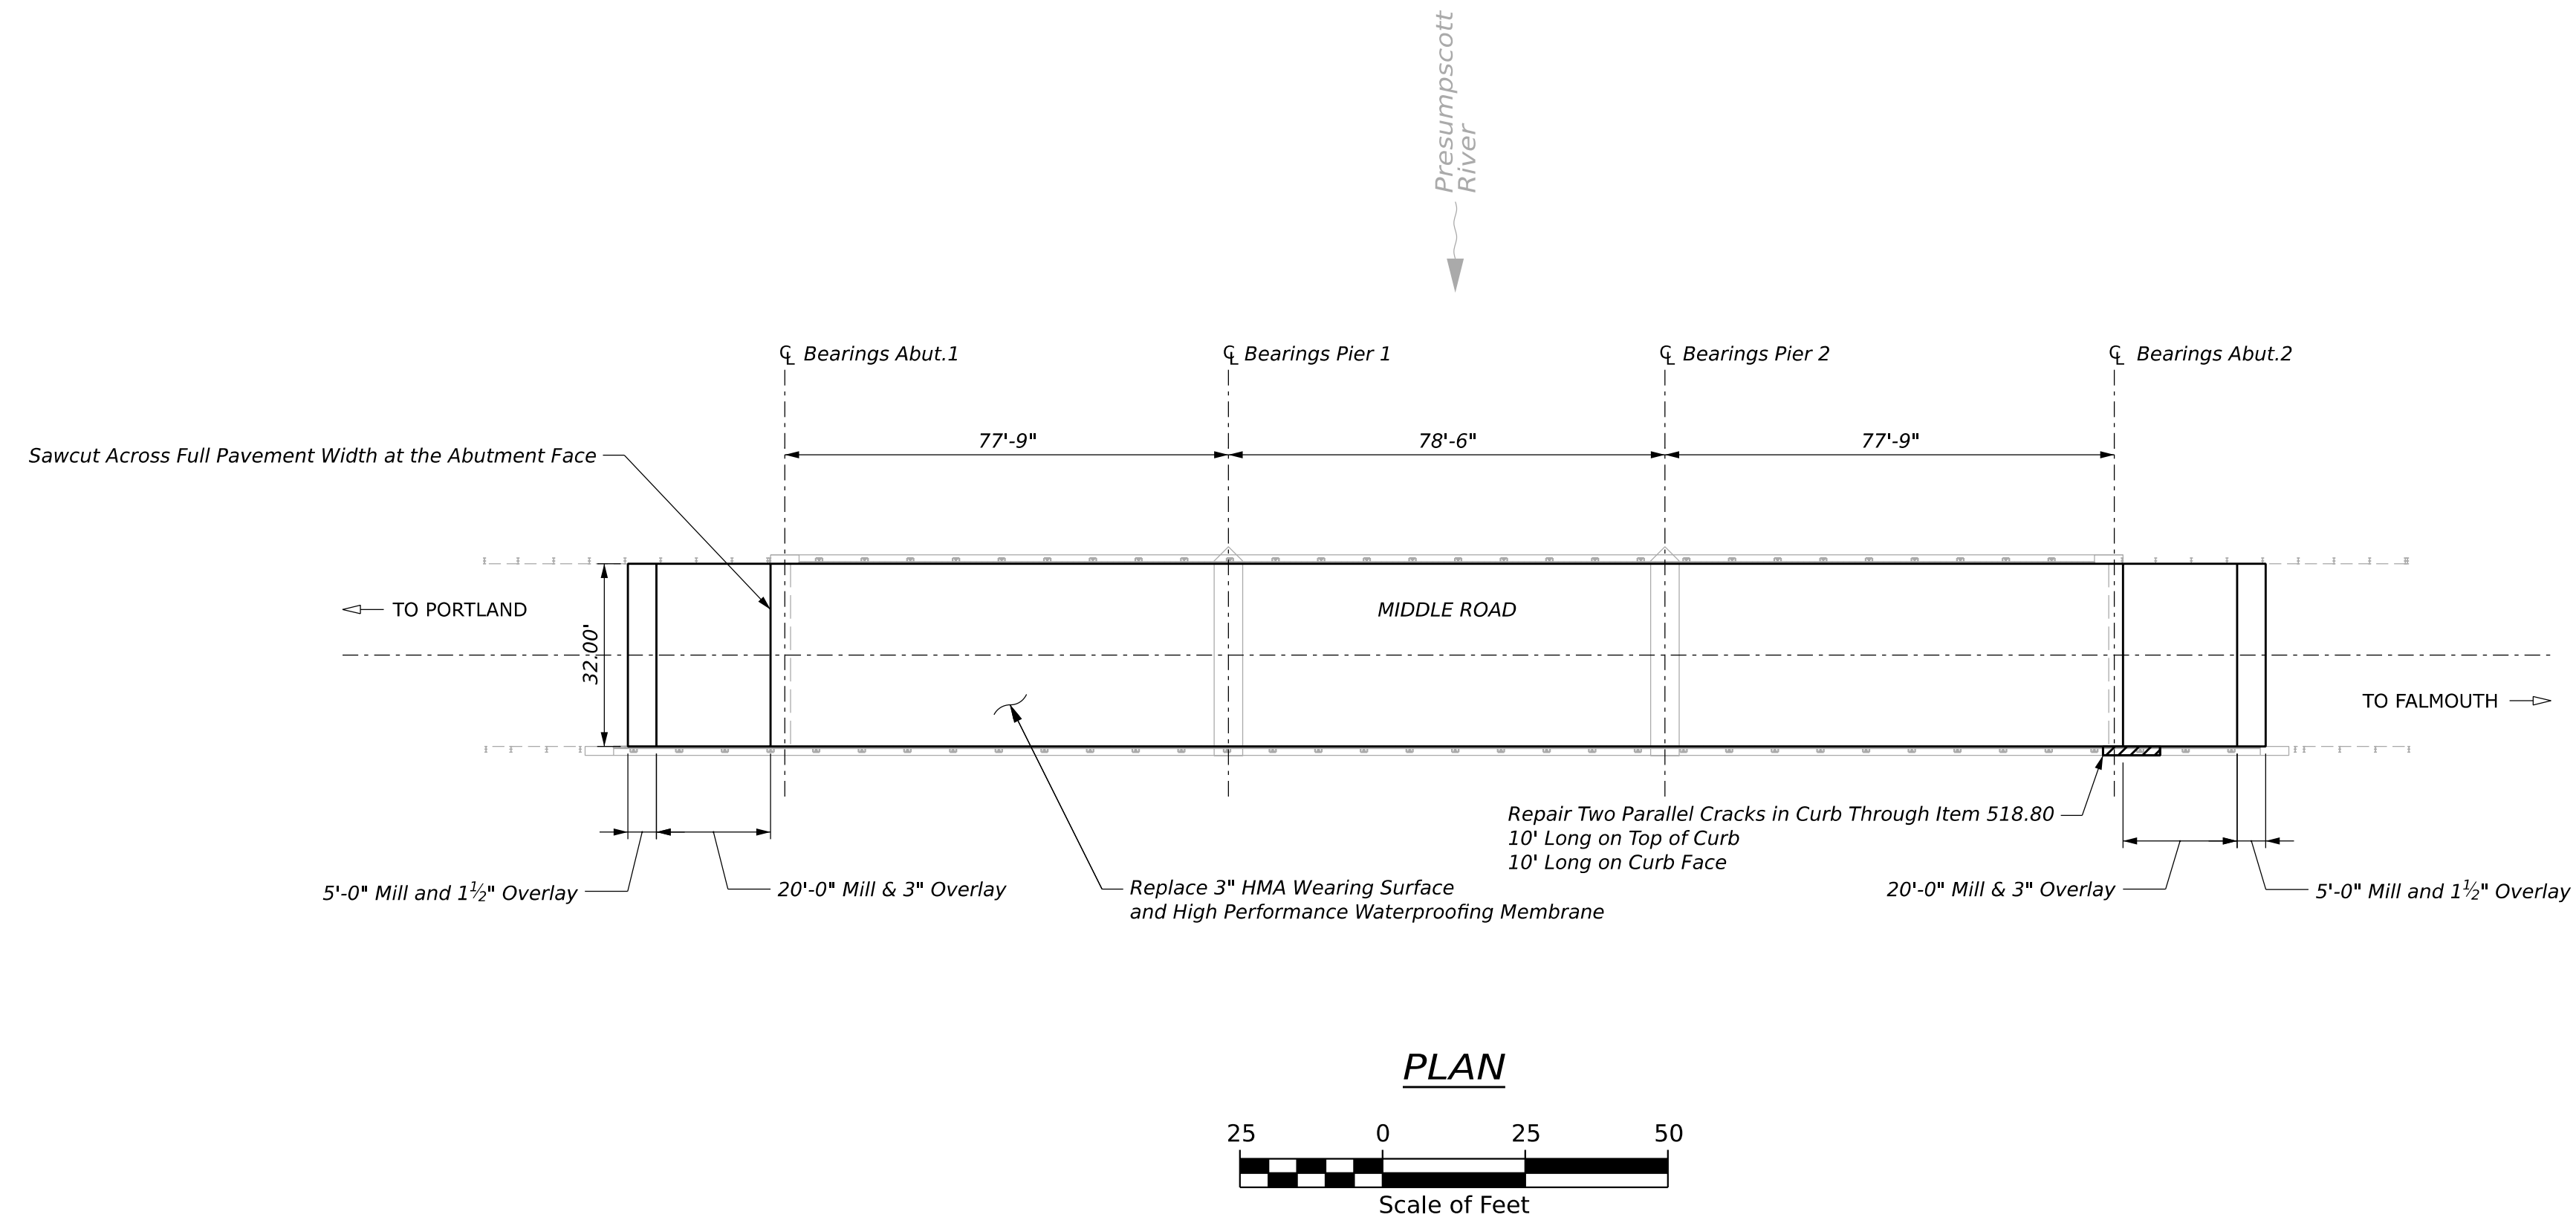 Presumpscott
River
℄ Bearings Abut.1
℄ Bearings Pier 1
℄ Bearings Pier 2
℄ Bearings Abut.2
77'-9"
78'-6"
77'-9"
Sawcut Across Full Pavement Width at the Abutment Face
TO PORTLAND
MIDDLE ROAD
32.00'
TO FALMOUTH
Repair Two Parallel Cracks in Curb Through Item 518.80
10' Long on Top of Curb
10' Long on Curb Face
5'-0" Mill and 1½" Overlay
20'-0" Mill & 3" Overlay
Replace 3" HMA Wearing Surface
and High Performance Waterproofing Membrane
20'-0" Mill & 3" Overlay
5'-0" Mill and 1½" Overlay
PLAN
25 0 25 50
Scale of Feet